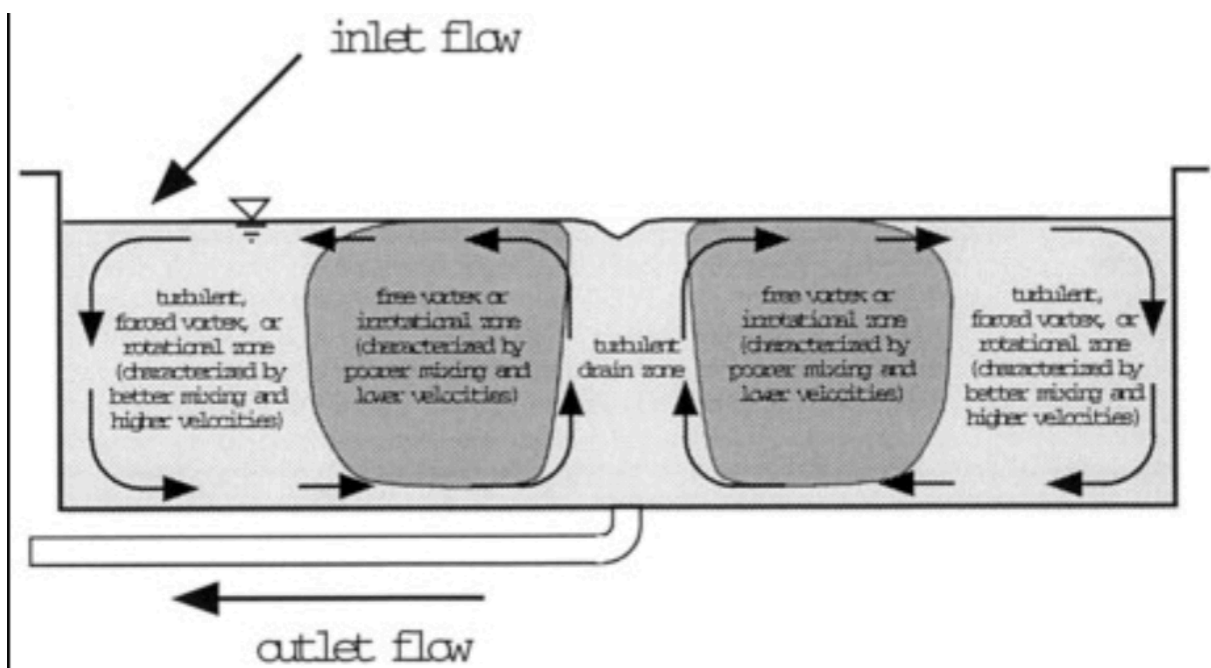 inlet flow
turbulent,
forced vortex, or
rotational zone
(characterized by
better mixing and
higher velocities)
free vortex or
irrotational zone
(characterized by
poorer mixing and
lower velocities)
turbulent
drain zone
free vortex or
irrotational zone
(characterized by
poorer mixing and
lower velocities)
turbulent,
forced vortex, or
rotational zone
(characterized by
better mixing and
higher velocities)
outlet flow